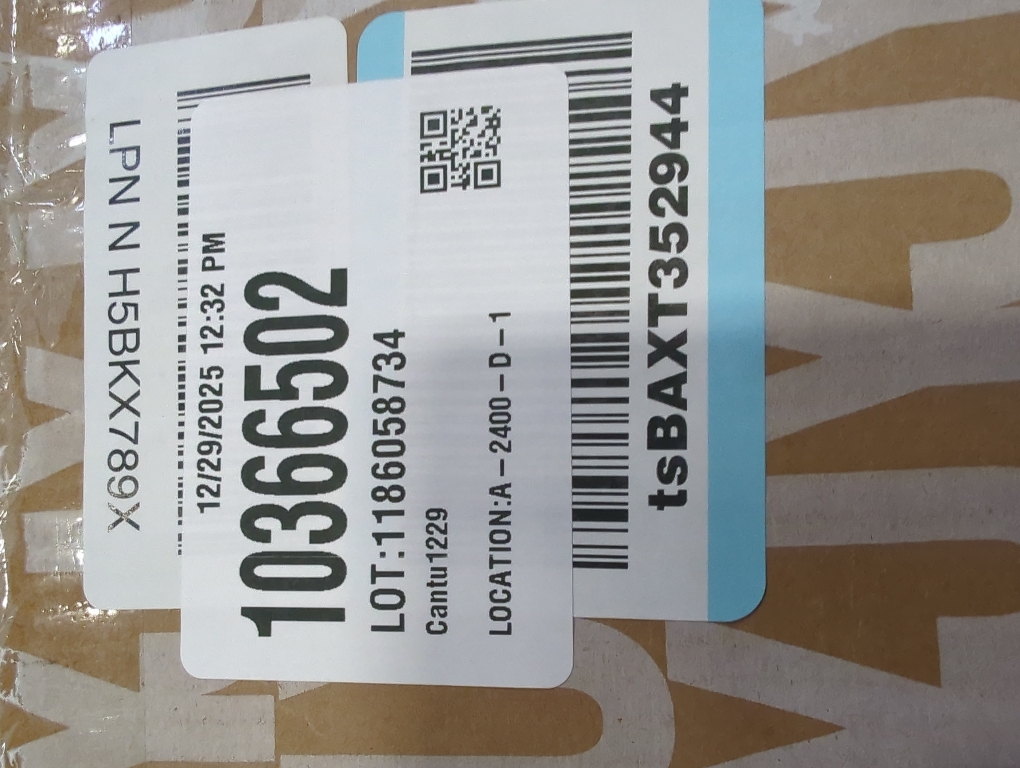 LPN N H5BKX789X
12/29/2025 12:32 PM
10366502
LOT:1186058734
Cantu1229
LOCATION:A-2400-D-1
tsBAXT352944